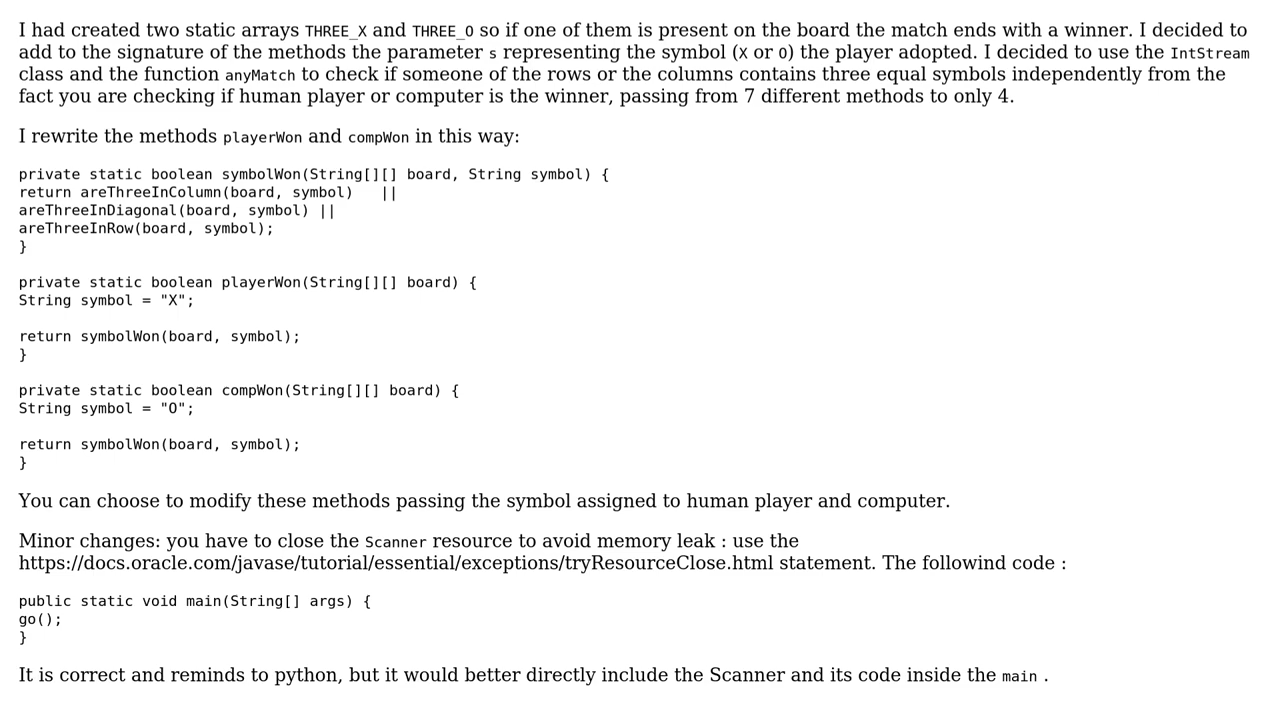 I had created two static arrays THREE_X and THREE_O so if one of them is present on the board the match ends with a winner. I decided to
add to the signature of the methods the parameter s representing the symbol (X or O) the player adopted. I decided to use the IntStream
class and the function anyMatch to check if someone of the rows or the columns contains three equal symbols independently from the
fact you are checking if human player or computer is the winner, passing from 7 different methods to only 4.
I rewrite the methods playerWon and compWon in this way:
private static boolean symbolWon(String[][] board, String symbol) {
return areThreeInColumn(board, symbol)   ||
areThreeInDiagonal(board, symbol) ||
areThreeInRow(board, symbol);
}
private static boolean playerWon(String[][] board) {
String symbol = "X";
return symbolWon(board, symbol);
}
private static boolean compWon(String[][] board) {
String symbol = "O";
return symbolWon(board, symbol);
}
You can choose to modify these methods passing the symbol assigned to human player and computer.
Minor changes: you have to close the Scanner resource to avoid memory leak : use the
https://docs.oracle.com/javase/tutorial/essential/exceptions/tryResourceClose.html statement. The followind code :
public static void main(String[] args) {
go();
}
It is correct and reminds to python, but it would better directly include the Scanner and its code inside the main .